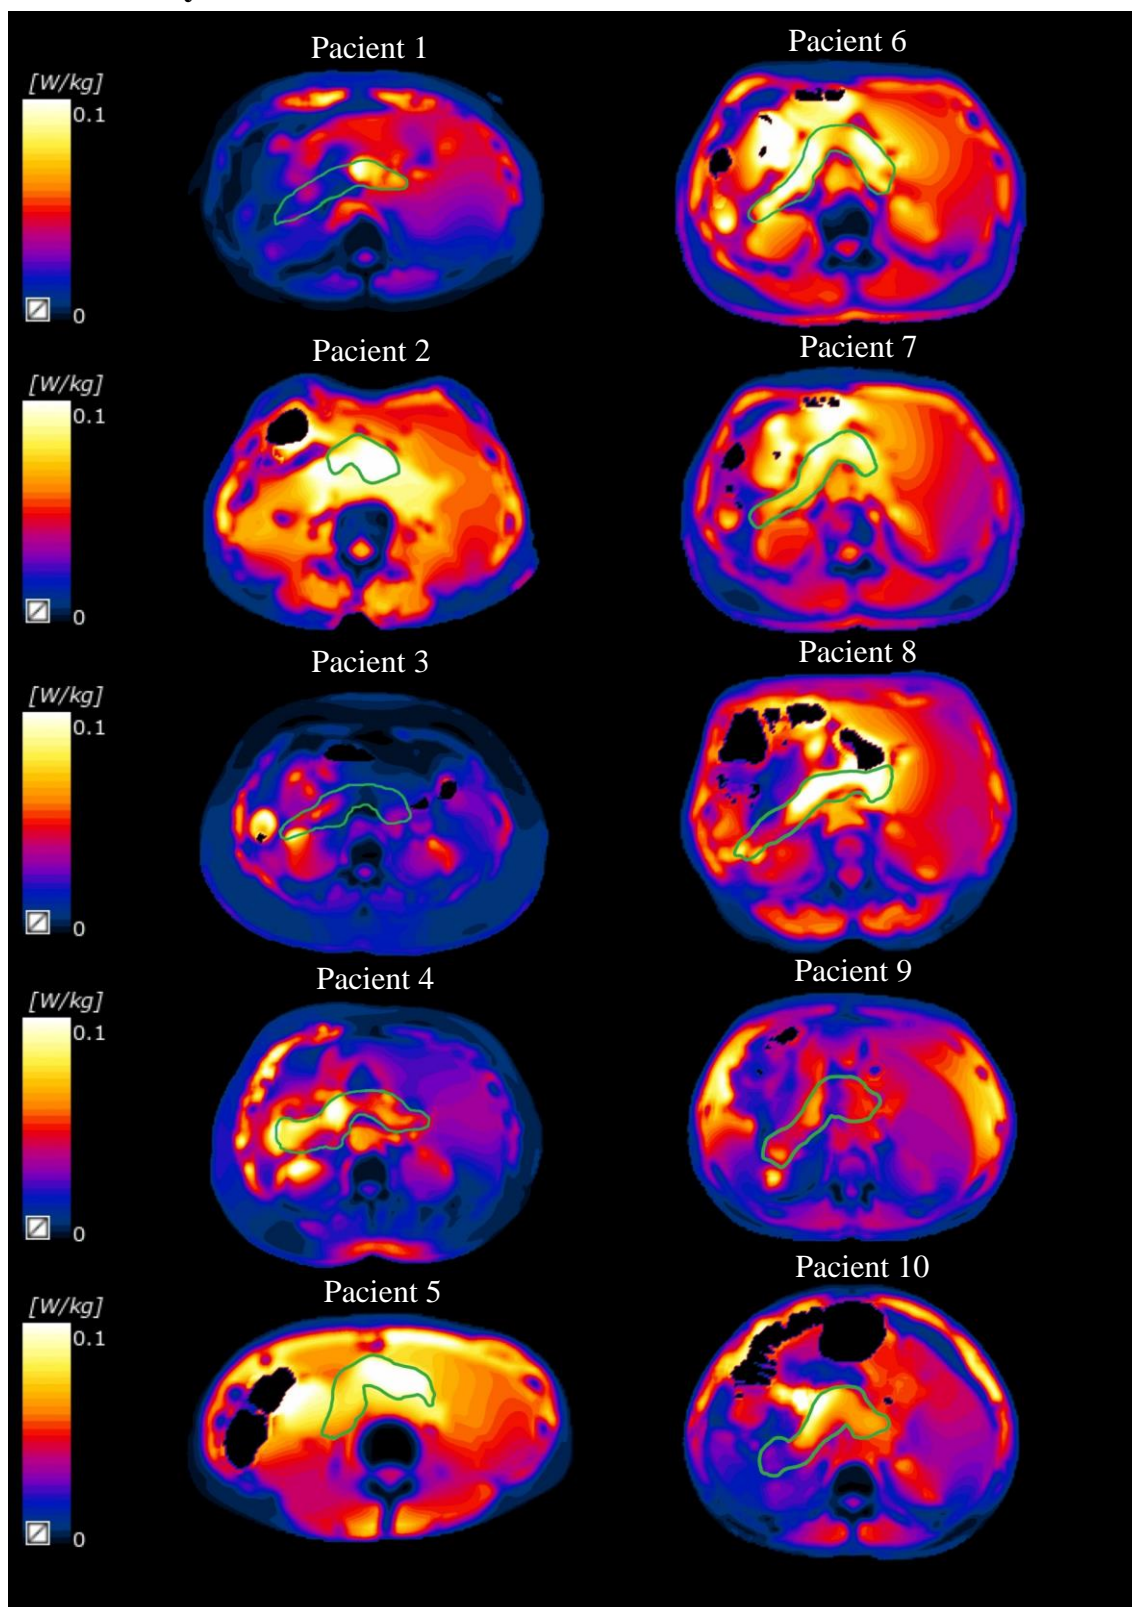 Pacient 1
Pacient 6
[W/kg]
0.1
0
Pacient 2
Pacient 7
[W/kg]
0.1
0
Pacient 3
Pacient 8
[W/kg]
0.1
0
Pacient 4
Pacient 9
[W/kg]
0.1
0
Pacient 5
Pacient 10
[W/kg]
0.1
0